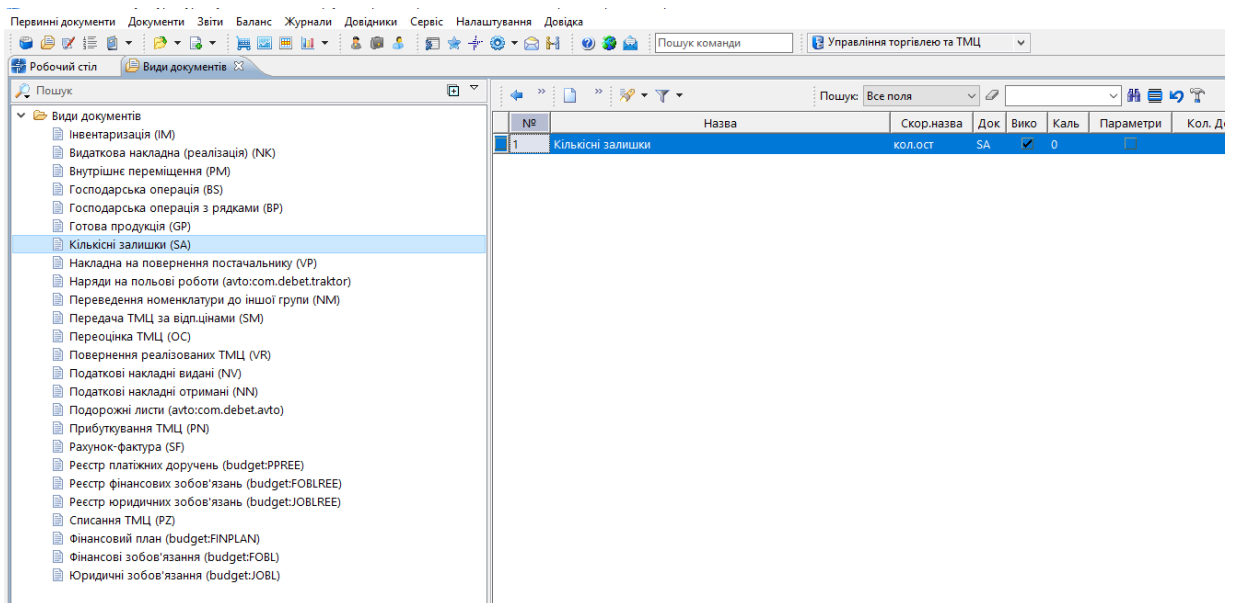 Первинні документи Документи Звіти Баланс Журнали Довідники Сервіс Налаштування Довідка
Пошук команди Управління торгівлею та ТМЦ
Робочий стіл Види документів
Пошук
Пошук: Все поля
№ Назва Скор.назва Док Вико Каль Параметри Кол. Д
1 Кількісні залишки кол.ост SA 0
Види документів
Інвентаризація (IM)
Видаткова накладна (реалізація) (NK)
Внутрішнє переміщення (PM)
Господарська операція (BS)
Господарська операція з рядками (BP)
Готова продукція (GP)
Кількісні залишки (SA)
Накладна на повернення постачальнику (VP)
Наряди на польові роботи (avto:com.debet.traktor)
Переведення номенклатури до іншої групи (NM)
Передача ТМЦ за відп.цінами (SM)
Переоцінка ТМЦ (OC)
Повернення реалізованих ТМЦ (VR)
Податкові накладні видані (NV)
Податкові накладні отримані (NN)
Подорожні листи (avto:com.debet.avto)
Прибуткування ТМЦ (PN)
Рахунок-фактура (SF)
Реєстр платіжних доручень (budget:PPREE)
Реєстр фінансових зобов'язань (budget:FOBLREE)
Реєстр юридичних зобов'язань (budget:JOBLREE)
Списання ТМЦ (PZ)
Фінансовий план (budget:FINPLAN)
Фінансові зобов'язання (budget:FOBL)
Юридичні зобов'язання (budget:JOBL)